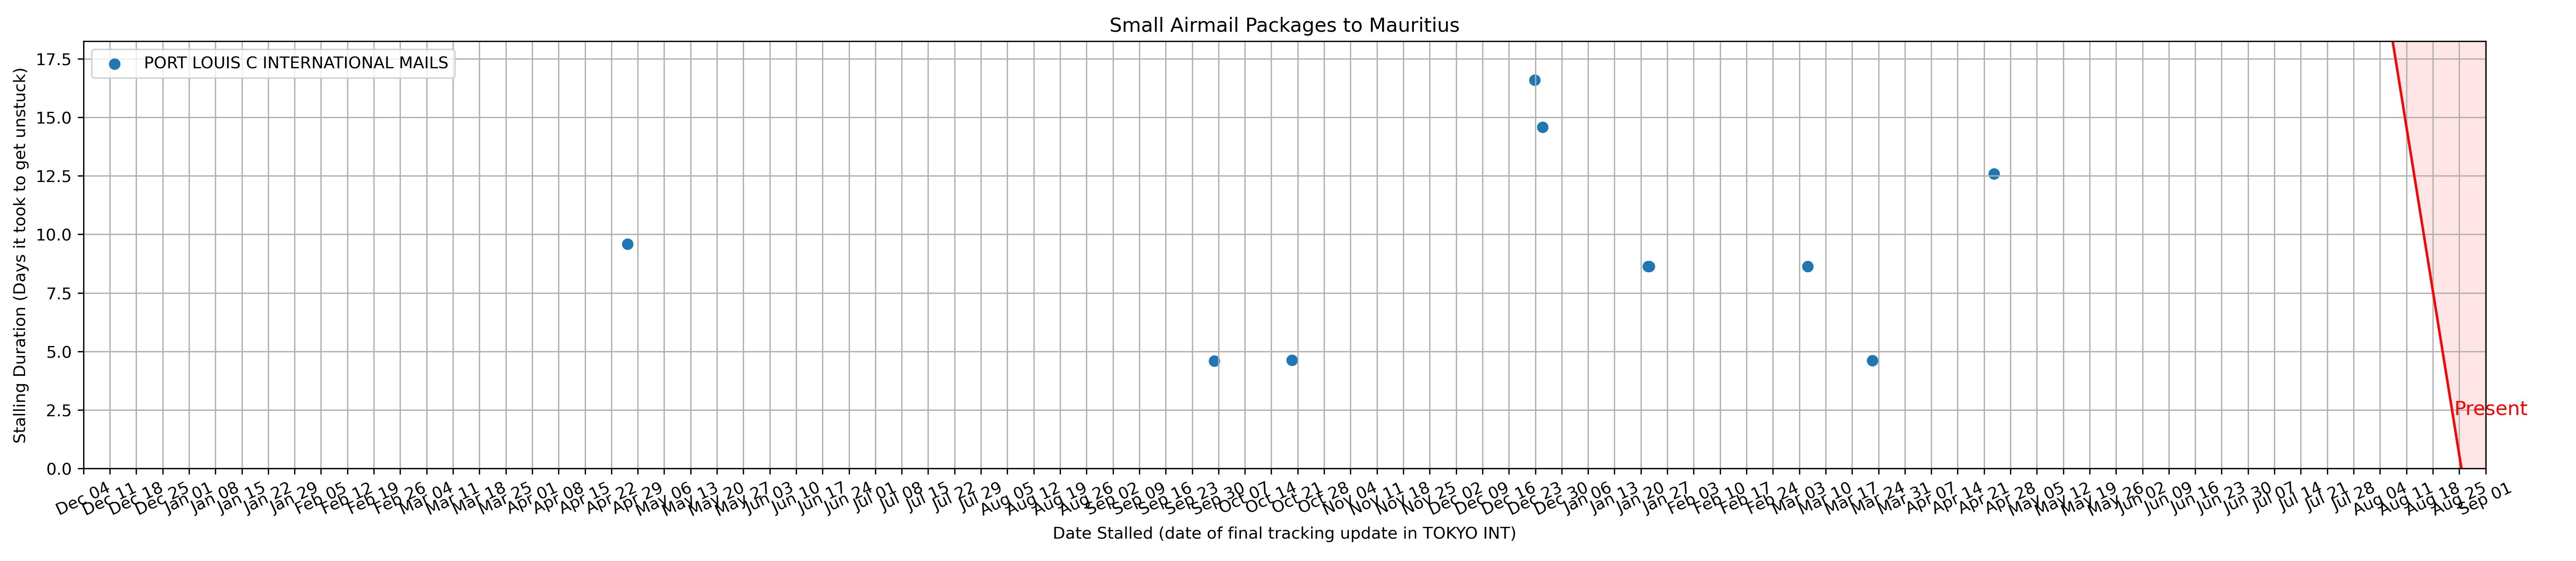 Small Airmail Packages to Mauritius
PORT LOUIS C INTERNATIONAL MAILS
Stalling Duration (Days it took to get unstuck)
17.5
15.0
12.5
10.0
7.5
5.0
2.5
0.0
Present
Dec 04
Dec 11
Dec 18
Dec 25
Jan 01
Jan 08
Jan 15
Jan 22
Jan 29
Feb 05
Feb 12
Feb 19
Feb 26
Mar 04
Mar 11
Mar 18
Mar 25
Apr 01
Apr 08
Apr 15
Apr 22
Apr 29
May 06
May 13
May 20
May 27
Jun 03
Jun 10
Jun 17
Jun 24
Jul 01
Jul 08
Jul 15
Jul 22
Jul 29
Aug 05
Aug 12
Aug 19
Aug 26
Sep 02
Sep 09
Sep 16
Sep 23
Sep 30
Oct 07
Oct 14
Oct 21
Oct 28
Nov 04
Nov 11
Nov 18
Nov 25
Dec 02
Dec 09
Dec 16
Dec 23
Dec 30
Jan 06
Jan 13
Jan 20
Jan 27
Feb 03
Feb 10
Feb 17
Feb 24
Mar 03
Mar 10
Mar 17
Mar 24
Mar 31
Apr 07
Apr 14
Apr 21
Apr 28
May 05
May 12
May 19
May 26
Jun 02
Jun 09
Jun 16
Jun 23
Jun 30
Jul 07
Jul 14
Jul 21
Jul 28
Aug 04
Aug 11
Aug 18
Aug 25
Sep 01
Date Stalled (date of final tracking update in TOKYO INT)